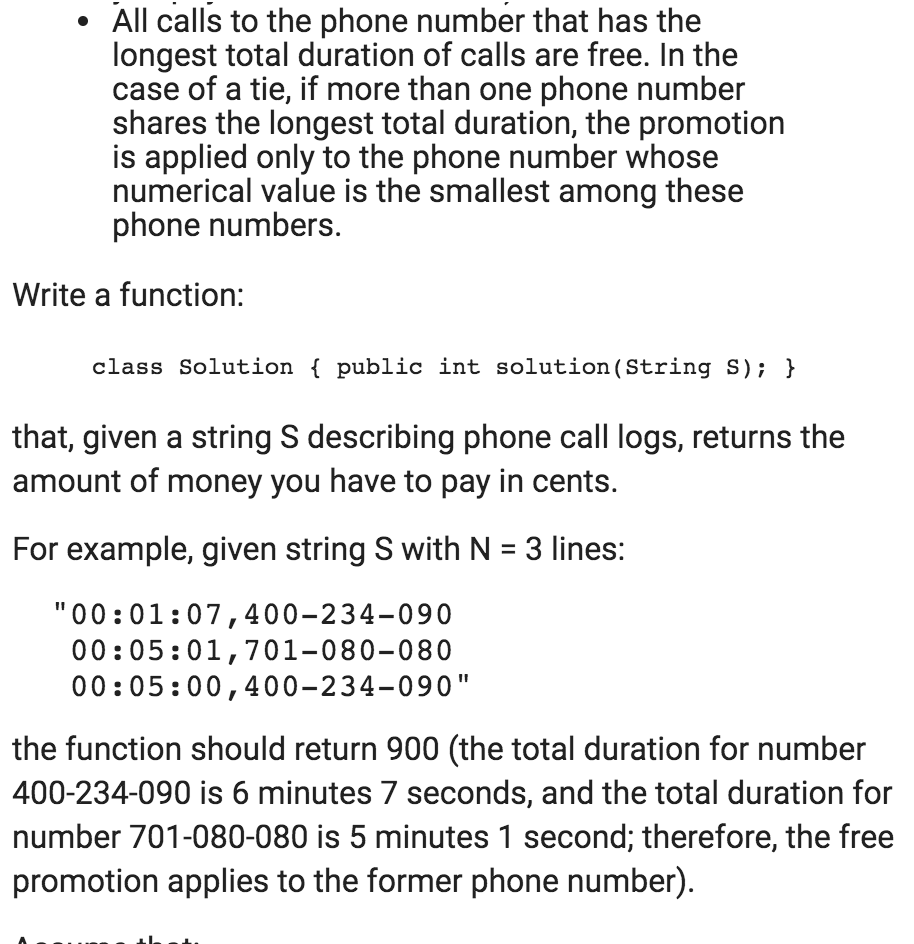 • All calls to the phone number that has the
longest total duration of calls are free. In the
case of a tie, if more than one phone number
shares the longest total duration, the promotion
is applied only to the phone number whose
numerical value is the smallest among these
phone numbers.
Write a function:
class Solution { public int solution(String S); }
that, given a string S describing phone call logs, returns the
amount of money you have to pay in cents.
For example, given string S with N = 3 lines:
"00:01:07,400-234-090
00:05:01,701-080-080
00:05:00,400-234-090"
the function should return 900 (the total duration for number
400-234-090 is 6 minutes 7 seconds, and the total duration for
number 701-080-080 is 5 minutes 1 second; therefore, the free
promotion applies to the former phone number).
Assume that: